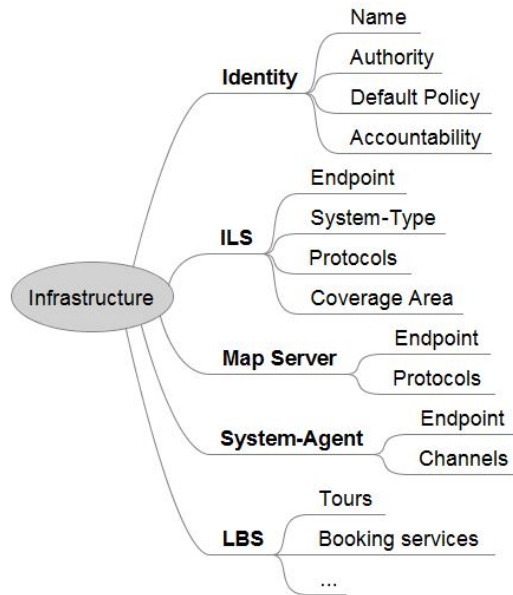 Infrastructure
Identity
Name
Authority
Default Policy
Accountability
ILS
Endpoint
System-Type
Protocols
Coverage Area
Map Server
Endpoint
Protocols
System-Agent
Endpoint
Channels
LBS
Tours
Booking services
...